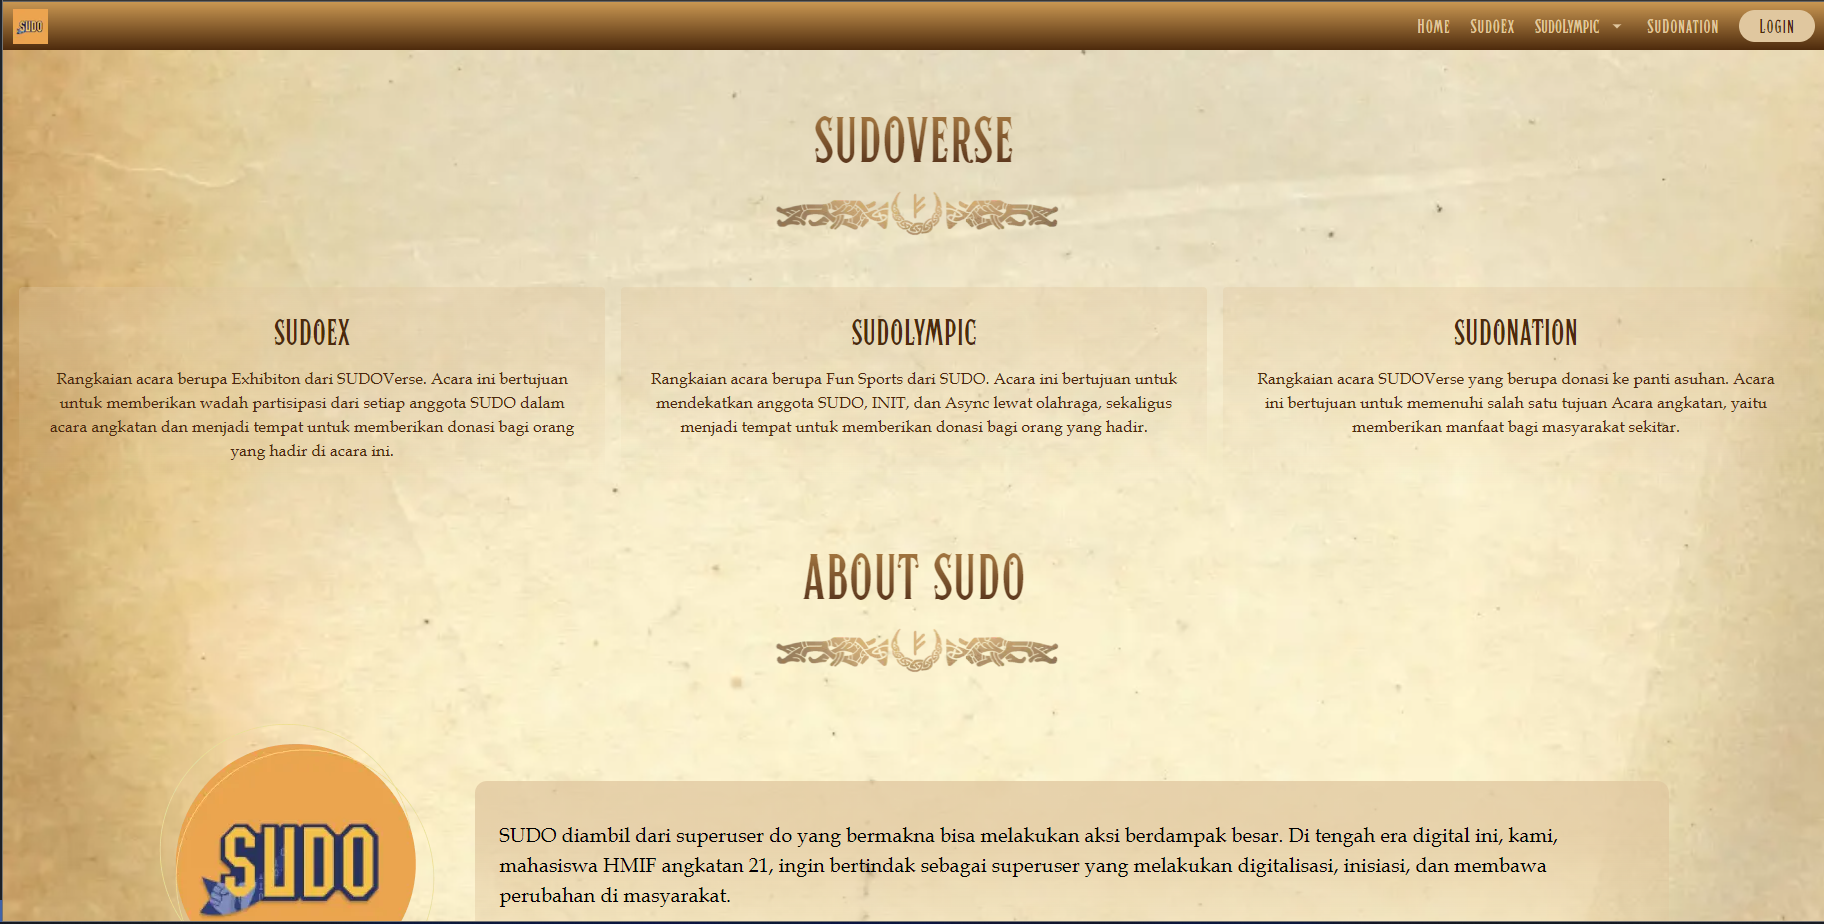 SUDO
HOME
SUDOEX
SUDOLYMPIC
SUDONATION
LOGIN
SUDOVERSE
SUDOEX
Rangkaian acara berupa Exhibiton dari SUDOVerse. Acara ini bertujuan
untuk memberikan wadah partisipasi dari setiap anggota SUDO dalam
acara angkatan dan menjadi tempat untuk memberikan donasi bagi orang
yang hadir di acara ini.
SUDOLYMPIC
Rangkaian acara berupa Fun Sports dari SUDO. Acara ini bertujuan untuk
mendekatkan anggota SUDO, INIT, dan Async lewat olahraga, sekaligus
menjadi tempat untuk memberikan donasi bagi orang yang hadir.
SUDONATION
Rangkaian acara SUDOVerse yang berupa donasi ke panti asuhan. Acara
ini bertujuan untuk memenuhi salah satu tujuan Acara angkatan, yaitu
memberikan manfaat bagi masyarakat sekitar.
ABOUT SUDO
SUDO
SUDO diambil dari superuser do yang bermakna bisa melakukan aksi berdampak besar. Di tengah era digital ini, kami,
mahasiswa HMIF angkatan 21, ingin bertindak sebagai superuser yang melakukan digitalisasi, inisiasi, dan membawa
perubahan di masyarakat.